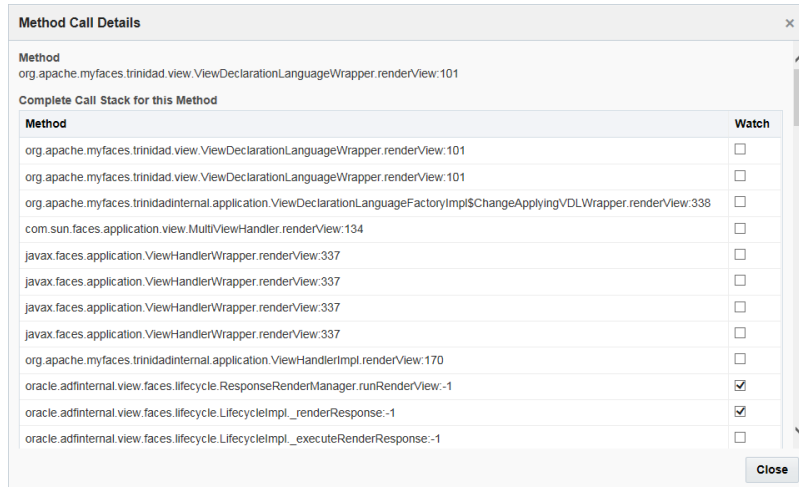 Method Call Details
Method
org.apache.myfaces.trinidad.view.ViewDeclarationLanguageWrapper.renderView:101
Complete Call Stack for this Method
Method Watch
org.apache.myfaces.trinidad.view.ViewDeclarationLanguageWrapper.renderView:101
org.apache.myfaces.trinidad.view.ViewDeclarationLanguageWrapper.renderView:101
org.apache.myfaces.trinidadinternal.application.ViewDeclarationLanguageFactoryImpl$ChangeApplyingVDLWrapper.renderView:338
com.sun.faces.application.view.MultiViewHandler.renderView:134
javax.faces.application.ViewHandlerWrapper.renderView:337
javax.faces.application.ViewHandlerWrapper.renderView:337
javax.faces.application.ViewHandlerWrapper.renderView:337
javax.faces.application.ViewHandlerWrapper.renderView:337
org.apache.myfaces.trinidadinternal.application.ViewHandlerImpl.renderView:170
oracle.adfinternal.view.faces.lifecycle.ResponseRenderManager.runRenderView:-1
oracle.adfinternal.view.faces.lifecycle.LifecycleImpl._renderResponse:-1
oracle.adfinternal.view.faces.lifecycle.LifecycleImpl._executeRenderResponse:-1
Close